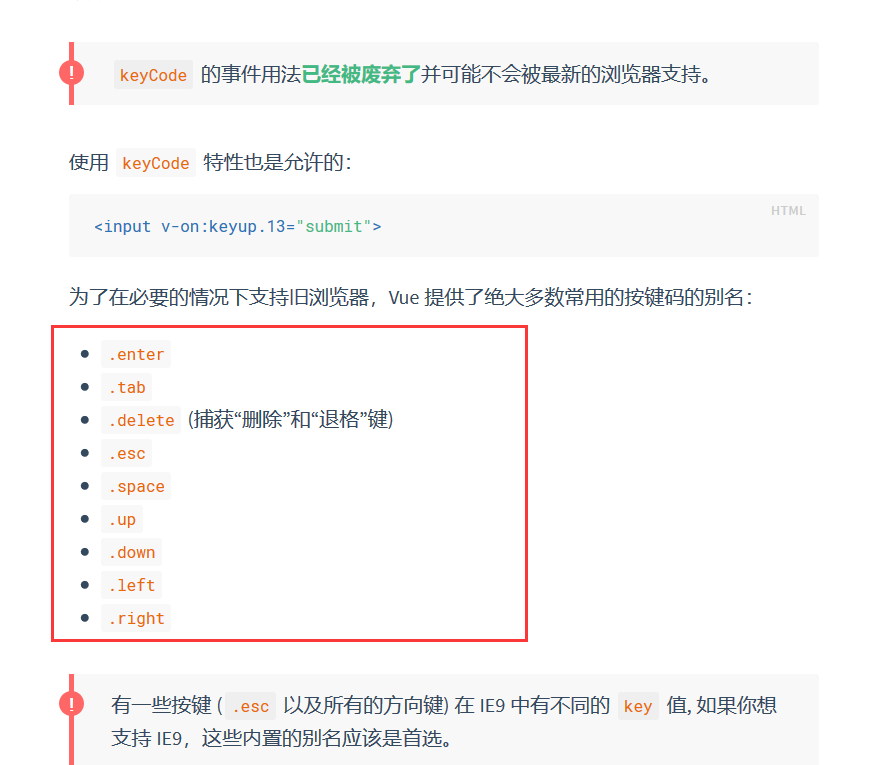 ! keyCode 的事件用法已经被废弃了并可能不会被最新的浏览器支持。
使用 keyCode 特性也是允许的：
HTML
<input v-on:keyup.13="submit">
为了在必要的情况下支持旧浏览器，Vue 提供了绝大多数常用的按键码的别名：
.enter
.tab
.delete (捕获“删除”和“退格”键)
.esc
.space
.up
.down
.left
.right
! 有一些按键 (.esc 以及所有的方向键) 在 IE9 中有不同的 key 值, 如果你想
支持 IE9，这些内置的别名应该是首选。